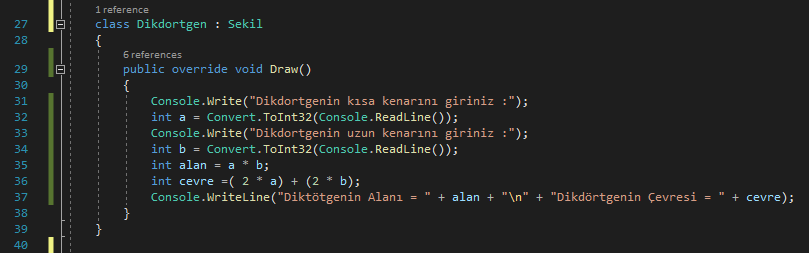 1 reference
27 class Dikdortgen : Sekil
28 {
6 references
29 public override void Draw()
30 {
31 Console.Write("Dikdortgenin kısa kenarını giriniz :");
32 int a = Convert.ToInt32(Console.ReadLine());
33 Console.Write("Dikdortgenin uzun kenarını giriniz :");
34 int b = Convert.ToInt32(Console.ReadLine());
35 int alan = a * b;
36 int cevre =( 2 * a) + (2 * b);
37 Console.WriteLine("Diktötgenin Alanı = " + alan + "\n" + "Dikdörtgenin Çevresi = " + cevre);
38 }
39 }
40